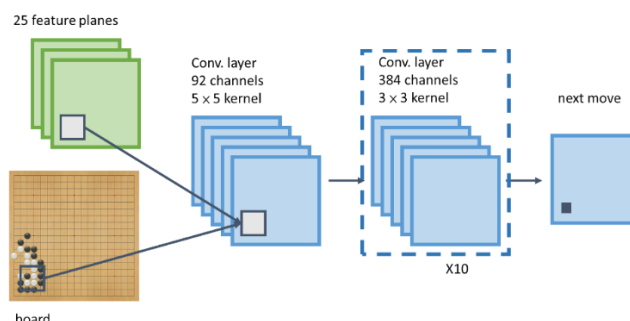 25 feature planes
Conv. layer
92 channels
5 x 5 kernel
Conv. layer
384 channels
3 x 3 kernel
next move
X10
board